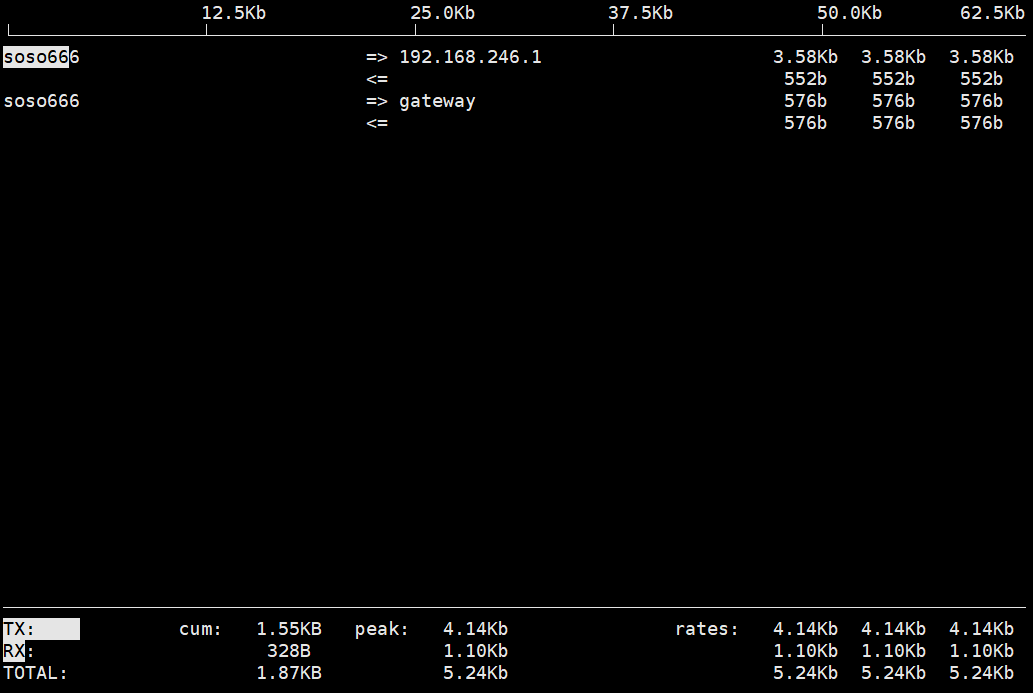 12.5Kb 25.0Kb 37.5Kb 50.0Kb 62.5Kb
soso666 => 192.168.246.1 3.58Kb 3.58Kb 3.58Kb
<= 552b 552b 552b
soso666 => gateway 576b 576b 576b
<= 576b 576b 576b
TX: cum: 1.55KB peak: 4.14Kb rates: 4.14Kb 4.14Kb 4.14Kb
RX: 328B 1.10Kb 1.10Kb 1.10Kb 1.10Kb
TOTAL: 1.87KB 5.24Kb 5.24Kb 5.24Kb 5.24Kb